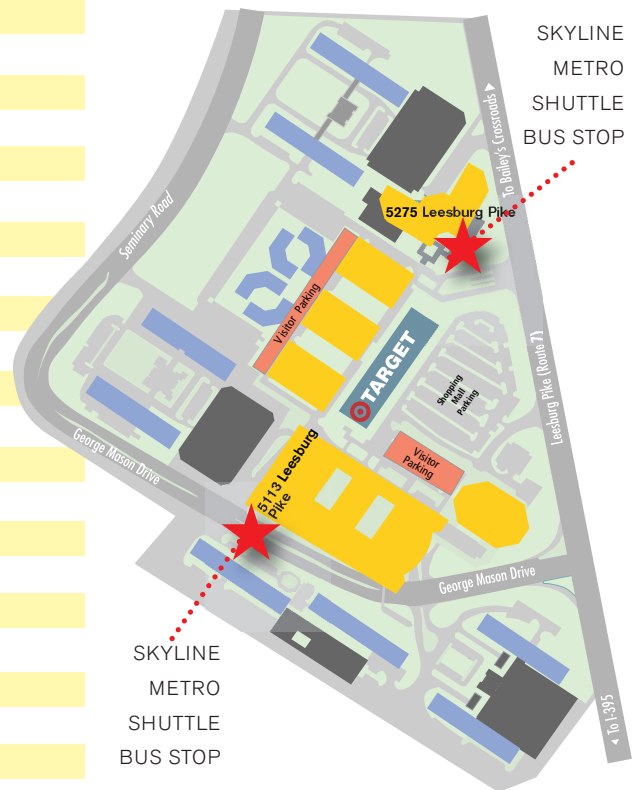 SKYLINE
METRO
SHUTTLE
BUS STOP
▲ To Bailey's Crossroads
Seminary Road
5275 Leesburg Pike
Visitor Parking
TARGET
Leesburg Pike (Route 7)
Shopping
Mall
Parking
Visitor
Parking
George Mason Drive
5113 Leesburg
Pike
George Mason Drive
SKYLINE
METRO
SHUTTLE
BUS STOP
◄ To I-395